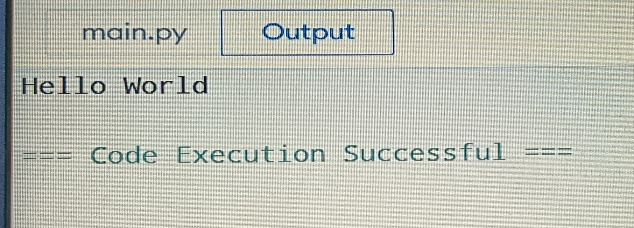 main.py Output
Hello World
=== Code Execution Successful ===